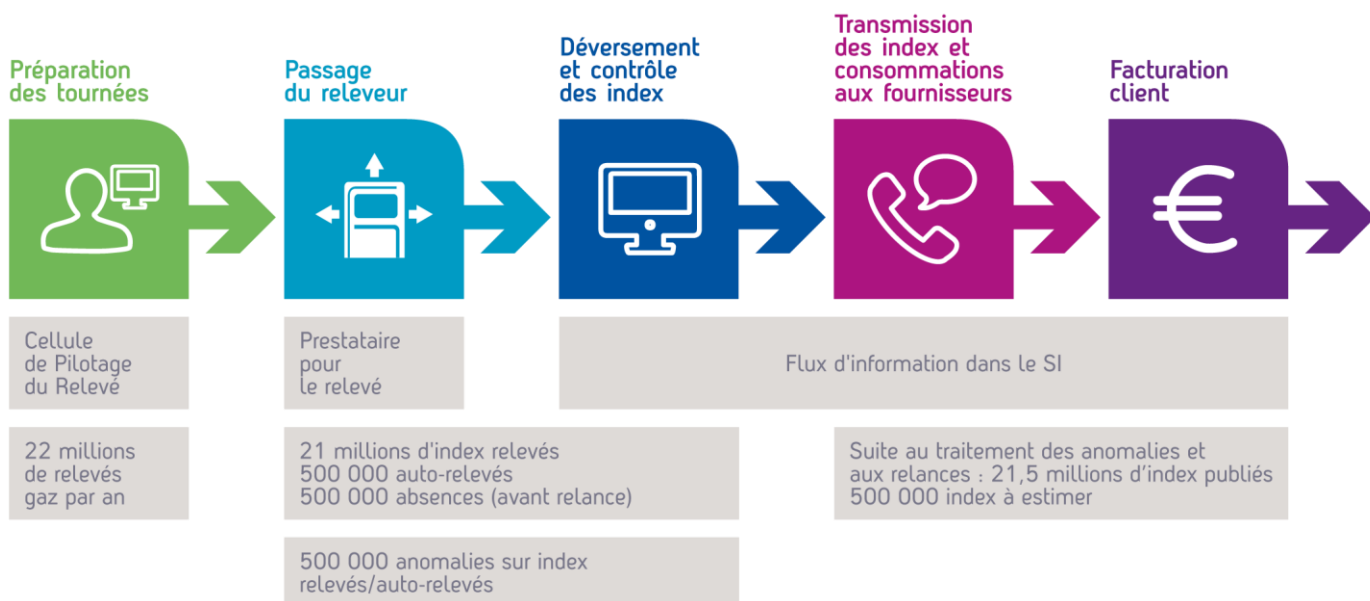 Préparation
des tournées
Passage
du releveur
Déversement
et contrôle
des index
Transmission
des index et
consommations
aux fournisseurs
Facturation
client
€
Cellule
de Pilotage
du Relevé
Prestataire
pour
le relevé
Flux d'information dans le SI
22 millions
de relevés
gaz par an
21 millions d'index relevés
500 000 auto-relevés
500 000 absences (avant relance)
Suite au traitement des anomalies et
aux relances : 21,5 millions d’index publiés
500 000 index à estimer
500 000 anomalies sur index
relevés/auto-relevés